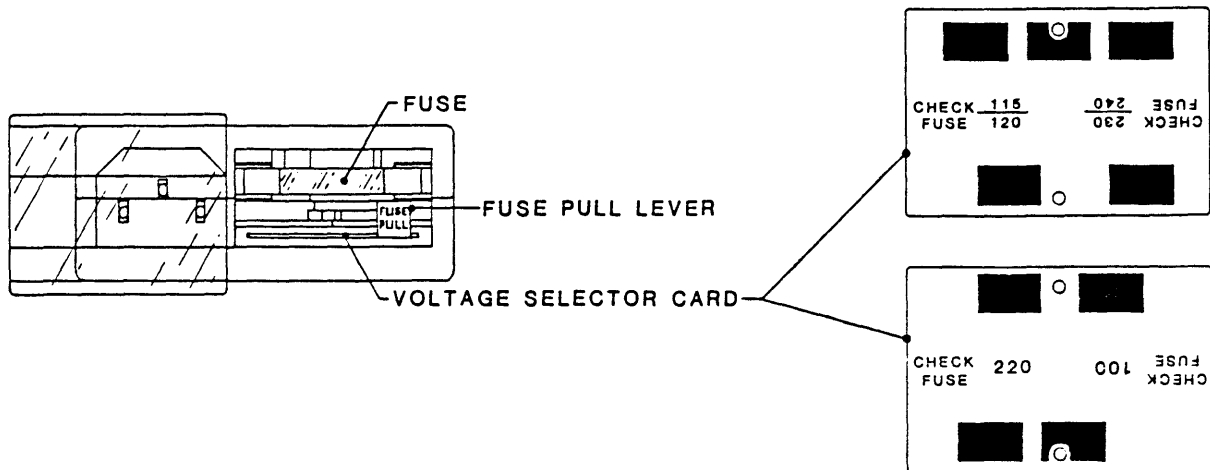 FUSE
FUSE PULL LEVER
FUSE
PULL
VOLTAGE SELECTOR CARD
CHECK
FUSE
115
120
230
240
CHECK
FUSE
CHECK
FUSE
220
100
CHECK
FUSE